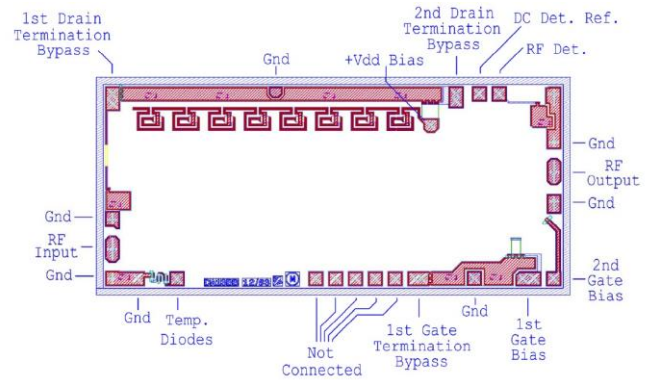 1st Drain
Termination
Bypass
Gnd
+Vdd Bias
2nd Drain
Termination
Bypass
DC Det. Ref.
RF Det.
Gnd
RF
Output
Gnd
2nd
Gate
Bias
Gnd
RF
Input
Gnd
Gnd
Temp.
Diodes
12/99
Not
Connected
1st Gate
Termination
Bypass
Gnd
1st
Gate
Bias